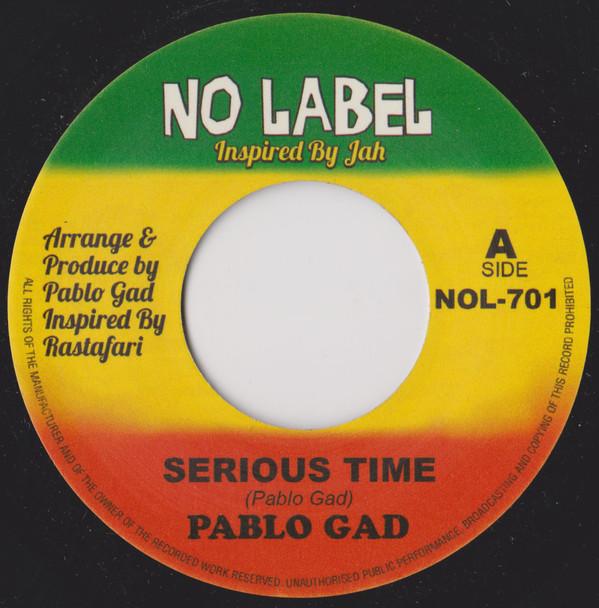 NO LABEL
Inspired By Jah
Arrange &
Produce by
Pablo Gad
Inspired By
Rastafari
A
SIDE
NOL-701
SERIOUS TIME
(Pablo Gad)
PABLO GAD
ALL RIGHTS OF THE MANUFACTURER AND OF THE OWNER OF THE RECORDED WORK RESERVED. UNAUTHORISED PUBLIC PERFORMANCE, BROADCASTING AND COPYING OF THIS RECORD PROHIBITED